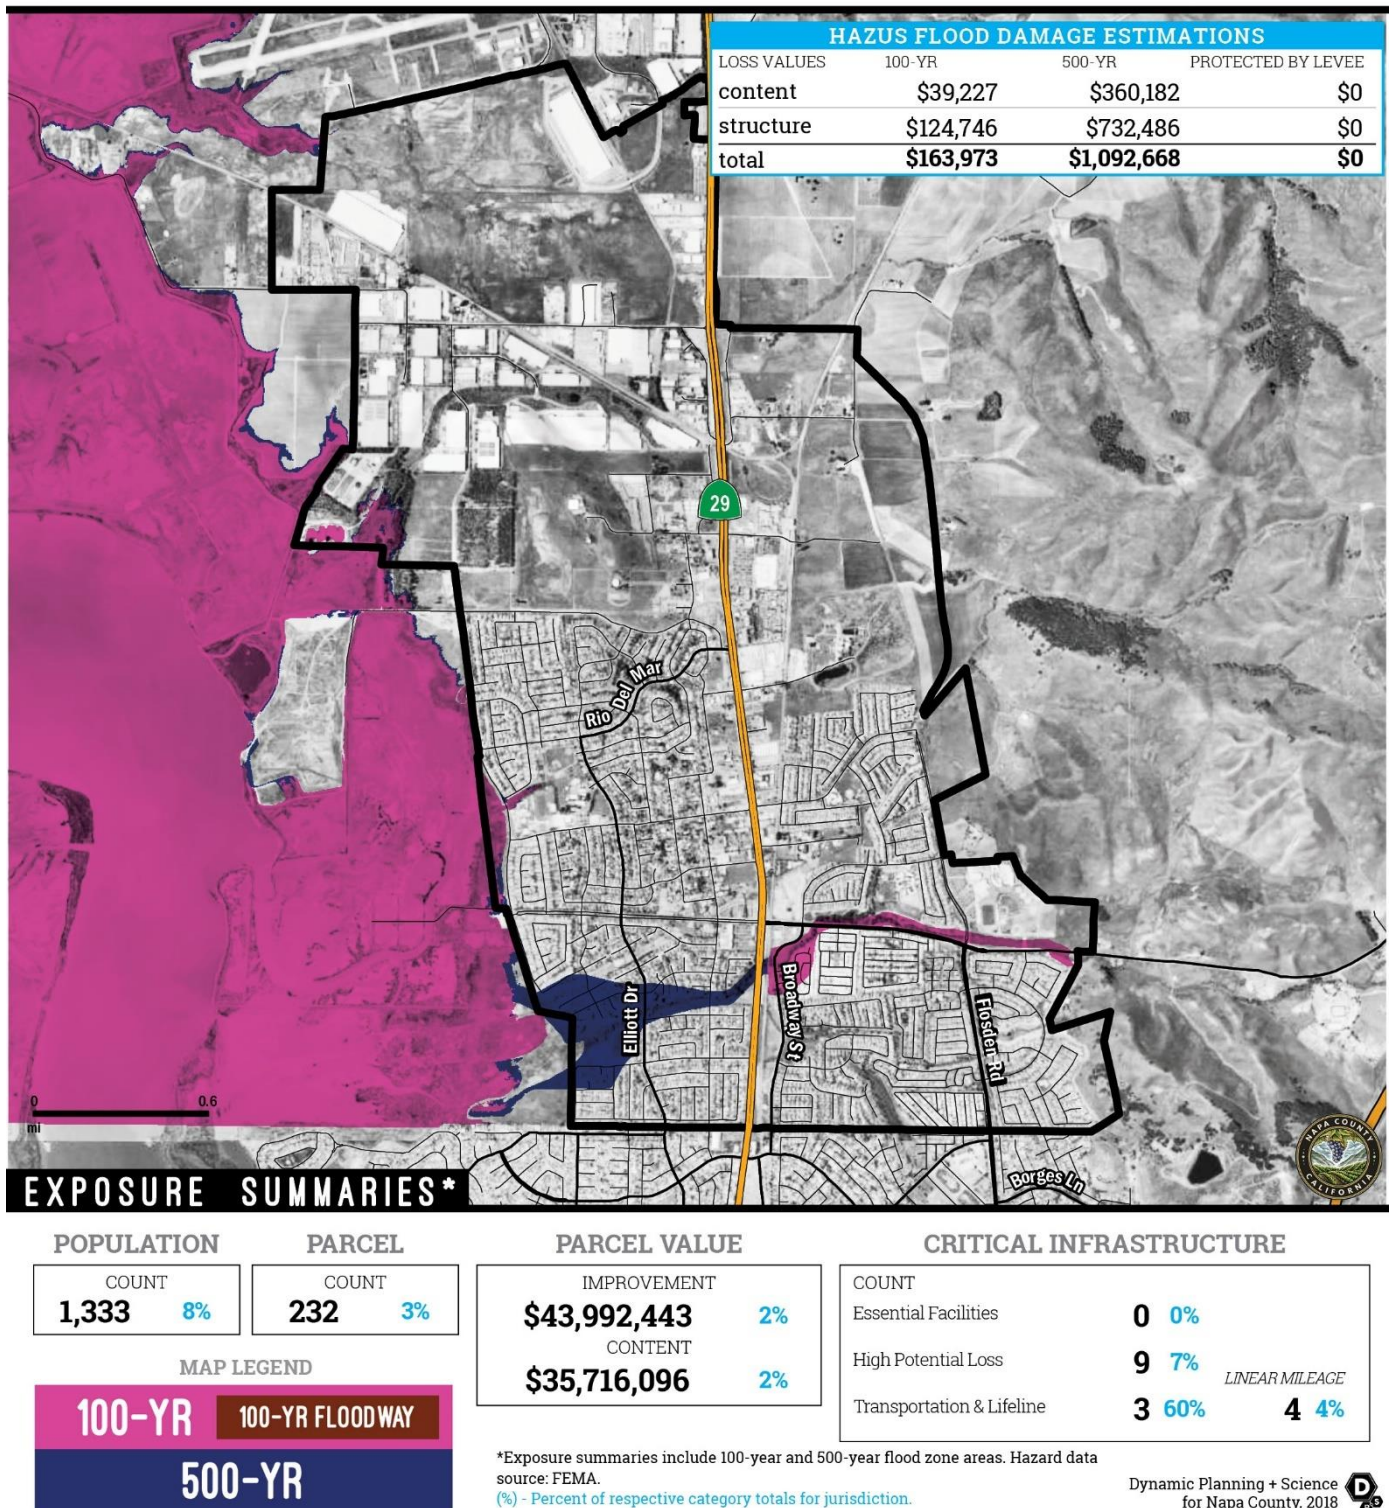 HAZUS FLOOD DAMAGE ESTIMATIONS
LOSS VALUES 100-YR 500-YR PROTECTED BY LEVEE
content $39,227 $360,182 $0
structure $124,746 $732,486 $0
total $163,973 $1,092,668 $0
29
Rio Del Mar
Elliott Dr
Broadway St
Flosden Rd
Borges Ln
0 0.6
mi
NAPA COUNTY
CALIFORNIA
EXPOSURE SUMMARIES*
POPULATION
COUNT
1,333 8%
PARCEL
COUNT
232 3%
PARCEL VALUE
IMPROVEMENT
$43,992,443 2%
CONTENT
$35,716,096 2%
CRITICAL INFRASTRUCTURE
COUNT
Essential Facilities 0 0%
High Potential Loss 9 7%
LINEAR MILEAGE
Transportation & Lifeline 3 60% 4 4%
MAP LEGEND
100-YR 100-YR FLOODWAY
500-YR
*Exposure summaries include 100-year and 500-year flood zone areas. Hazard data
source: FEMA.
(%) - Percent of respective category totals for jurisdiction.
Dynamic Planning + Science
for Napa County, 2018
D